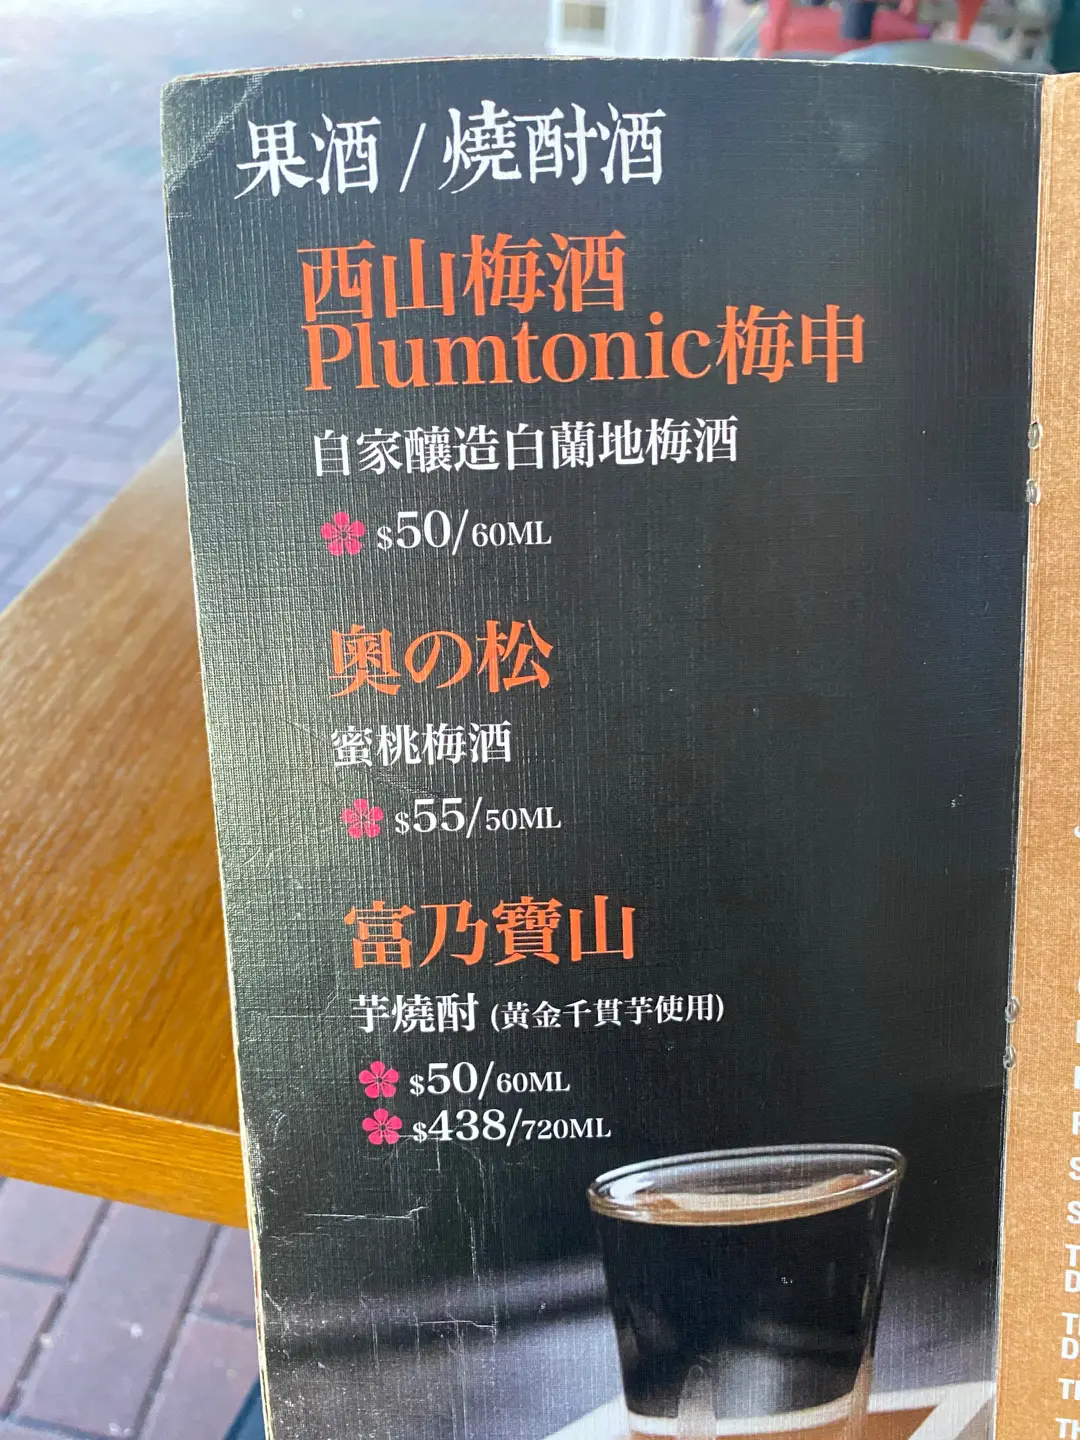 果酒 / 燒酎酒
西山梅酒
Plumtonic梅申
自家釀造白蘭地梅酒
$50/60ML
奧の松
蜜桃梅酒
$55/50ML
富乃寶山
芋燒酎 (黃金千貫芋使用)
$50/60ML
$438/720ML